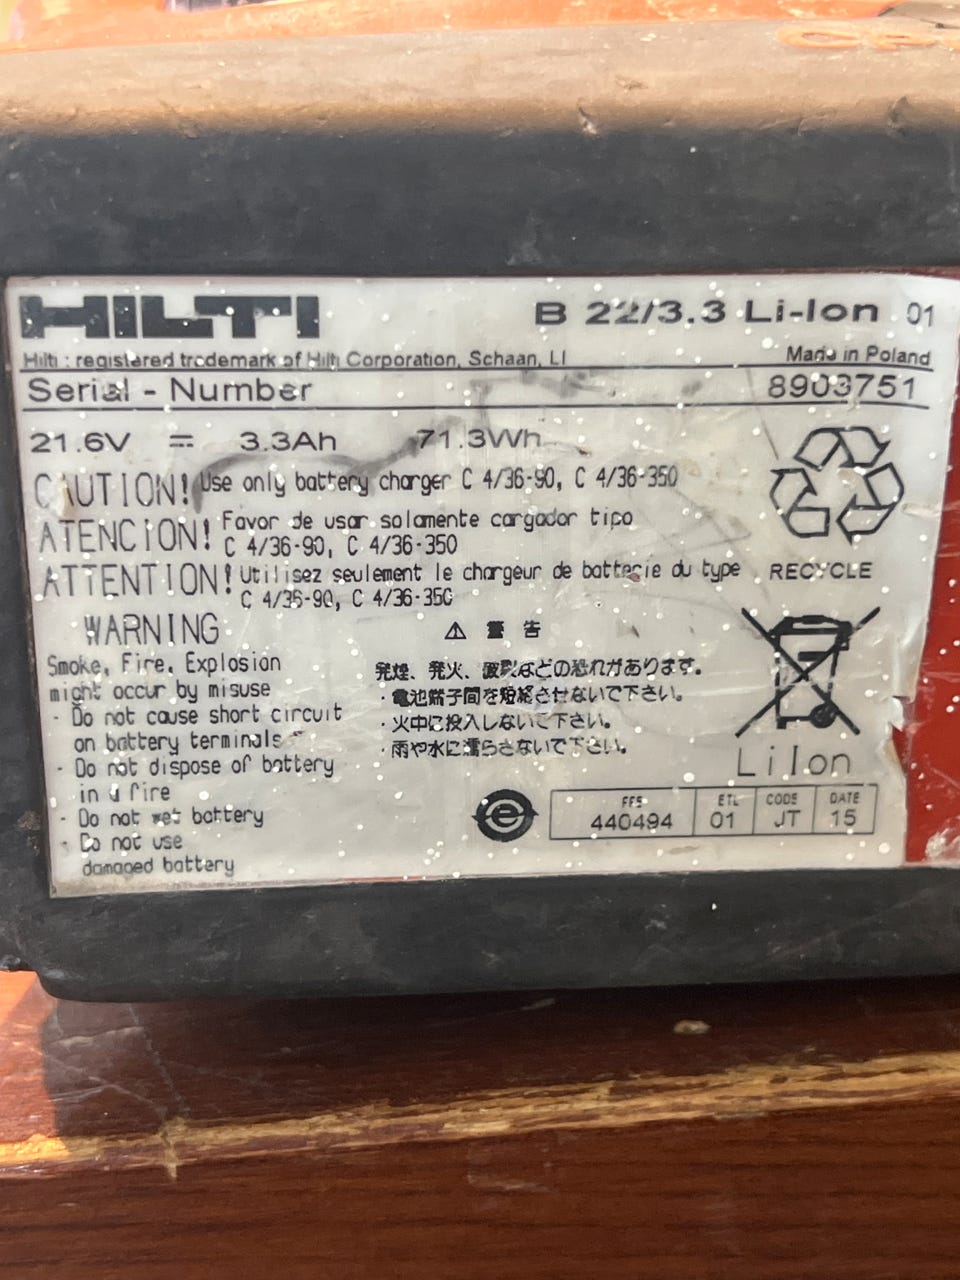 HILTI
B 22/3.3 Li-Ion 01
Hilti : registered trademark of Hilti Corporation, Schaan, LI
Made in Poland
Serial - Number 8903751
21.6V ⎓ 3.3Ah 71.3Wh
CAUTION! Use only battery charger C 4/36-90, C 4/36-350
ATENCION! Favor de usar solamente cargador tipo
C 4/36-90, C 4/36-350
ATTENTION! Utilisez seulement le chargeur de batterie du type
C 4/36-90, C 4/36-350
RECYCLE
WARNING
Smoke, Fire, Explosion
might occur by misuse
- Do not cause short circuit
on battery terminals
- Do not dispose of battery
in a fire
- Do not wet battery
- Do not use
damaged battery
⚠ 警告
発煙、発火、破裂などの恐れがあります。
・電池端子間を短絡させないで下さい。
・火中に投入しないで下さい。
・雨や水に濡らさないで下さい。
Li Ion
FFS ETL CODE DATE
440494 01 JT 15